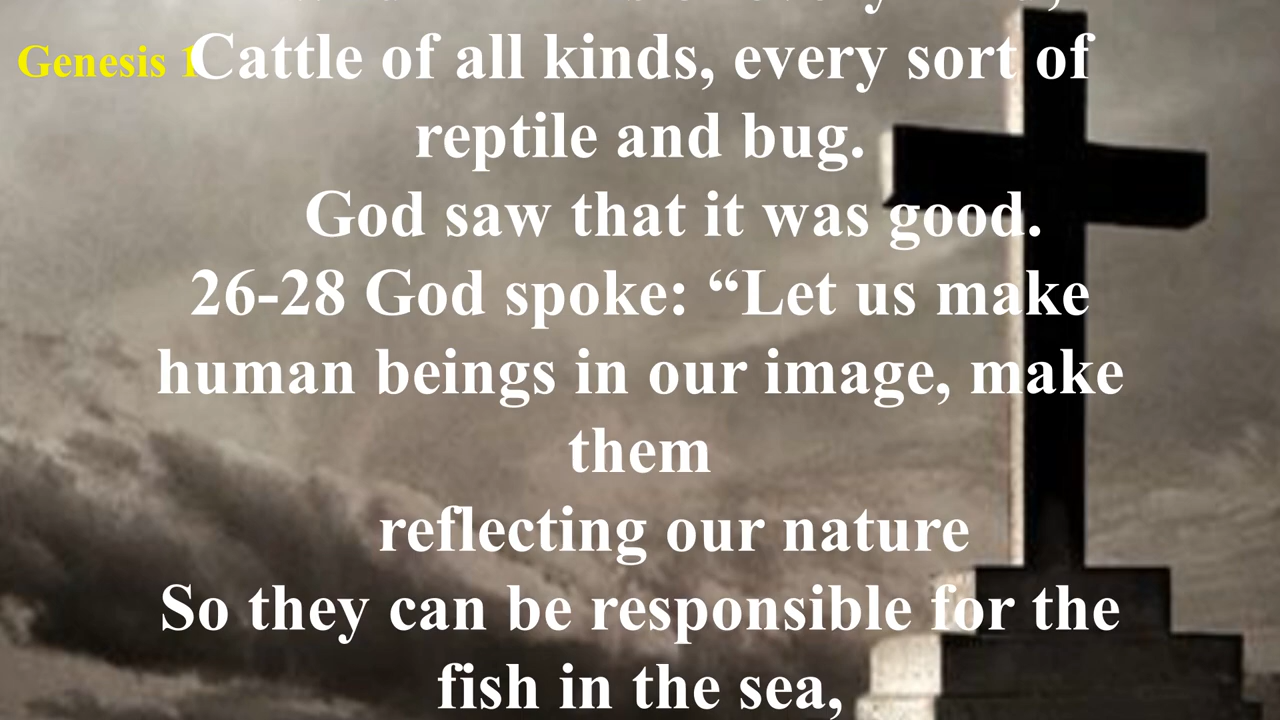 Genesis 1
Cattle of all kinds, every sort of
reptile and bug.
God saw that it was good.
26-28 God spoke: “Let us make
human beings in our image, make
them
reflecting our nature
So they can be responsible for the
fish in the sea,